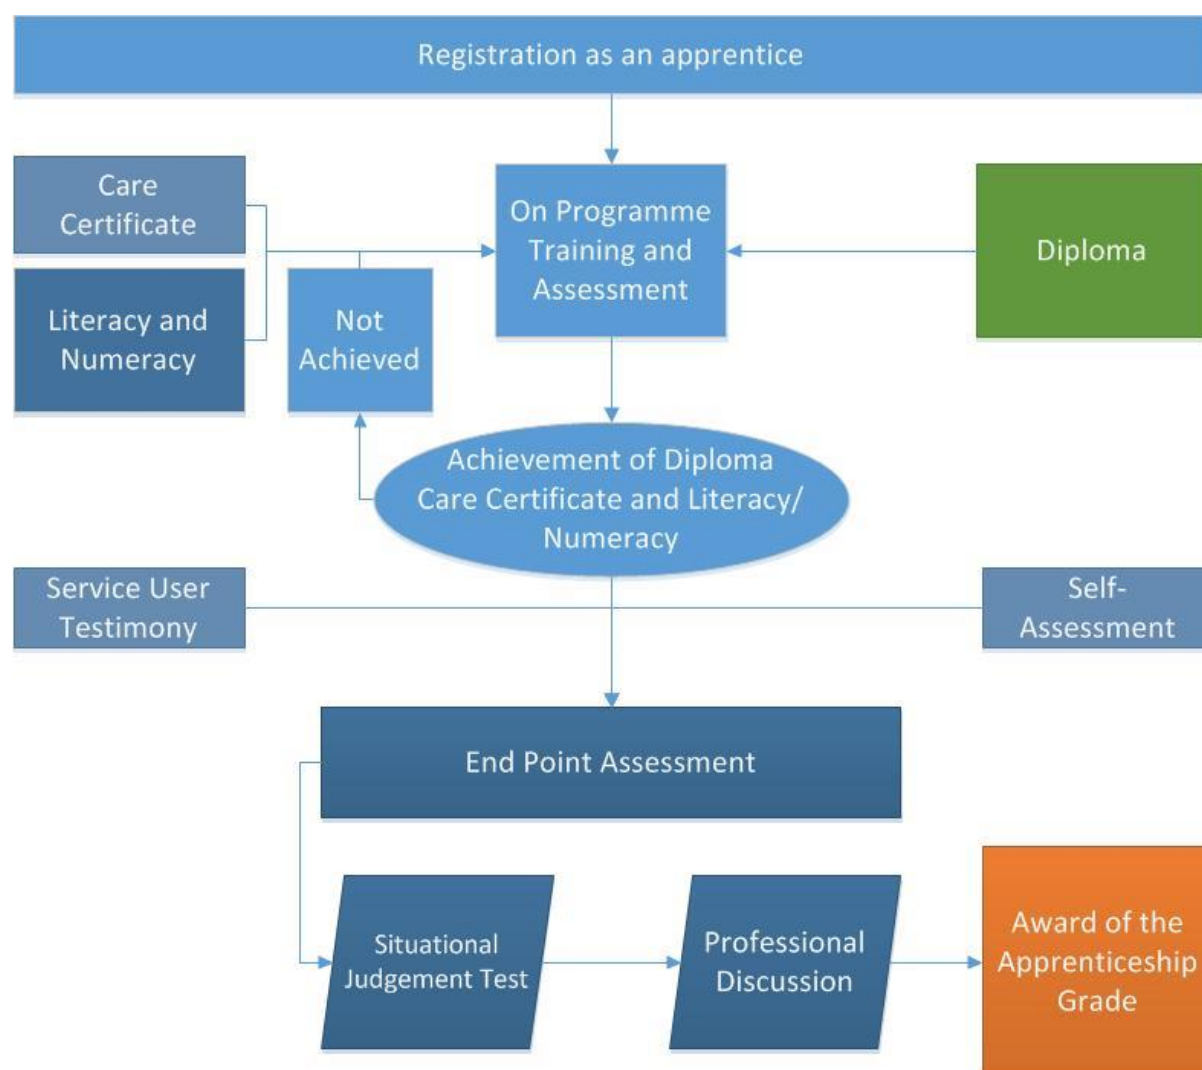 Registration as an apprentice
Care
Certificate
On Programme
Training and
Assessment
Diploma
Literacy and
Numeracy
Not
Achieved
Achievement of Diploma
Care Certificate and Literacy/
Numeracy
Service User
Testimony
Self-
Assessment
End Point Assessment
Situational
Judgement Test
Professional
Discussion
Award of the
Apprenticeship
Grade